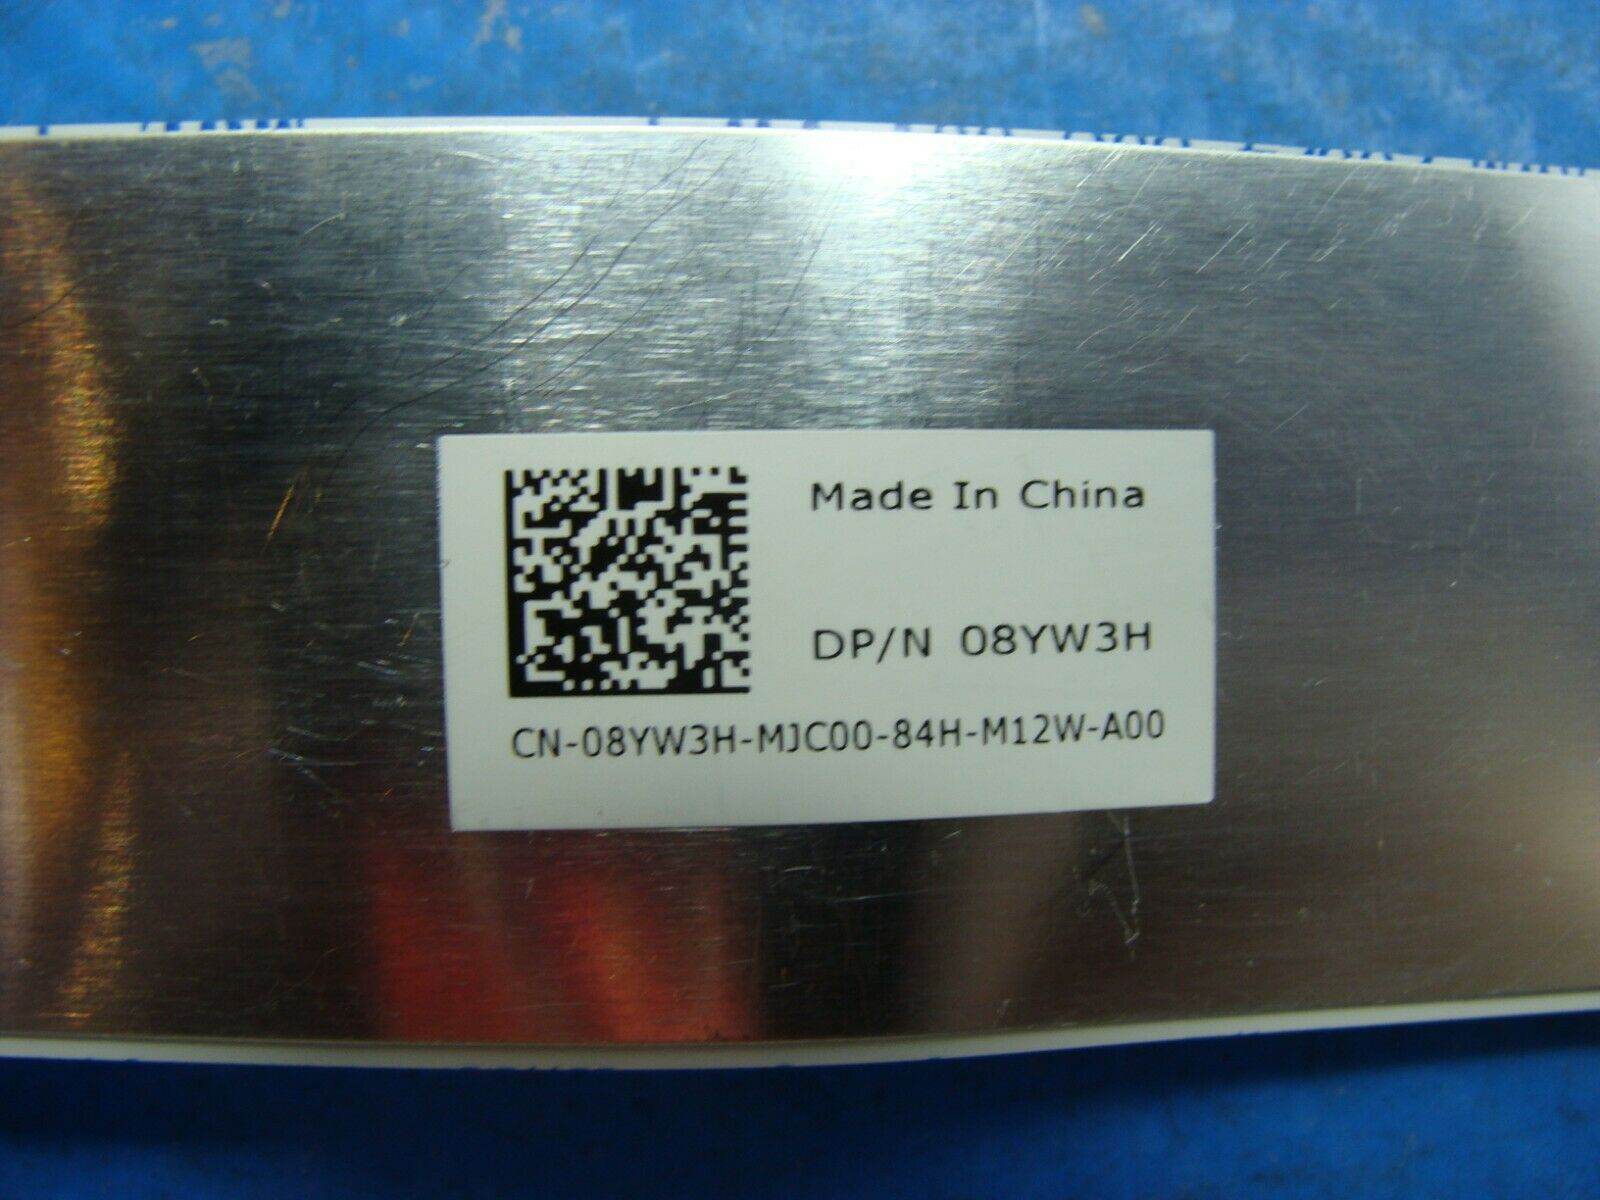 Made In China
DP/N 08YW3H
CN-08YW3H-MJC00-84H-M12W-A00